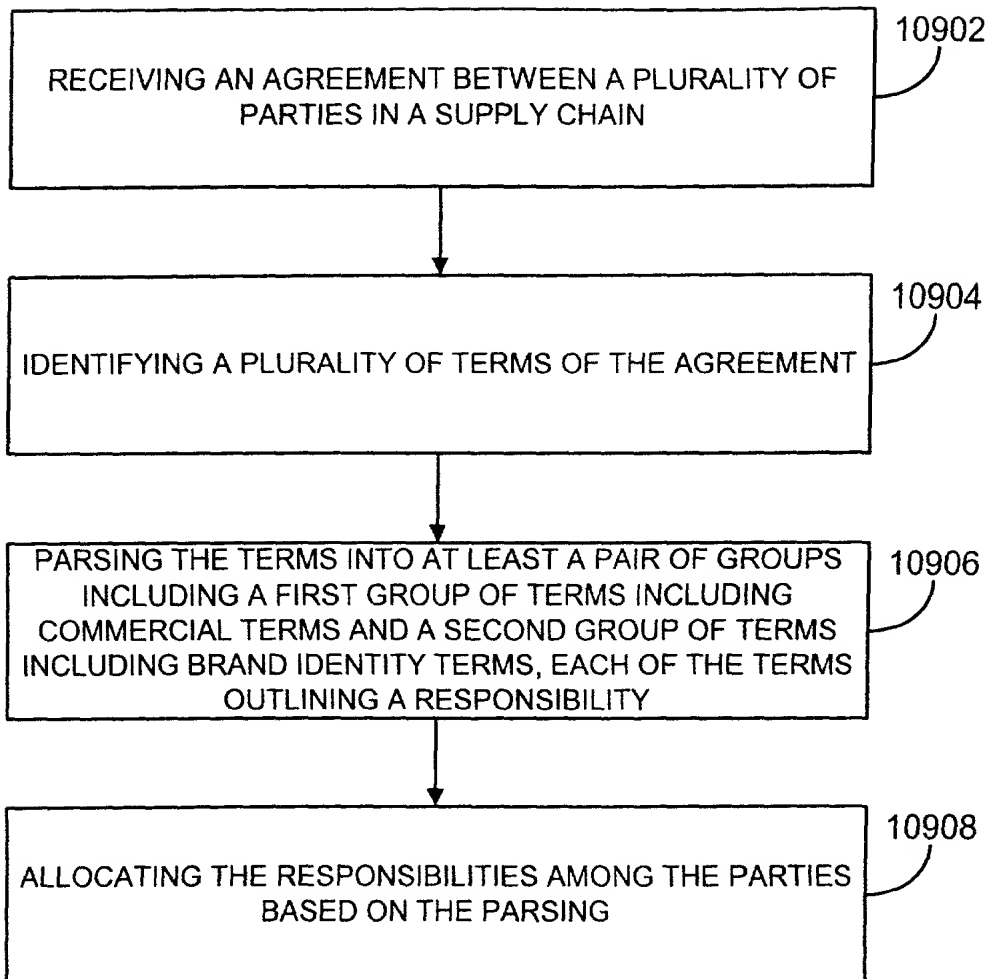 10902
RECEIVING AN AGREEMENT BETWEEN A PLURALITY OF
PARTIES IN A SUPPLY CHAIN
10904
IDENTIFYING A PLURALITY OF TERMS OF THE AGREEMENT
10906
PARSING THE TERMS INTO AT LEAST A PAIR OF GROUPS
INCLUDING A FIRST GROUP OF TERMS INCLUDING
COMMERCIAL TERMS AND A SECOND GROUP OF TERMS
INCLUDING BRAND IDENTITY TERMS, EACH OF THE TERMS
OUTLINING A RESPONSIBILITY
10908
ALLOCATING THE RESPONSIBILITIES AMONG THE PARTIES
BASED ON THE PARSING